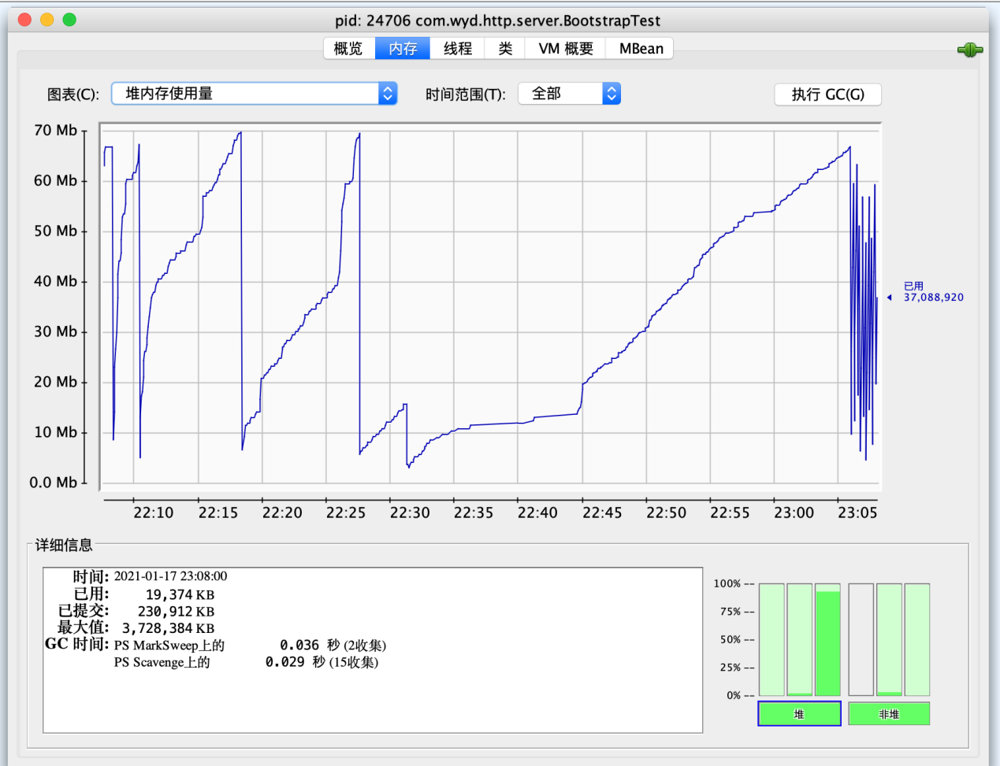 pid: 24706 com.wyd.http.server.BootstrapTest
概览 内存 线程 类 VM 概要 MBean
图表(C): 堆内存使用量 时间范围(T): 全部 执行 GC(G)
70 Mb
60 Mb
50 Mb
40 Mb
30 Mb
20 Mb
10 Mb
0.0 Mb
已用
37,088,920
22:10 22:15 22:20 22:25 22:30 22:35 22:40 22:45 22:50 22:55 23:00 23:05
详细信息
时间: 2021-01-17 23:08:00
已用: 19,374 KB
已提交: 230,912 KB
最大值: 3,728,384 KB
GC 时间: PS MarkSweep上的 0.036 秒 (2收集)
PS Scavenge上的 0.029 秒 (15收集)
100% --
75% --
50% --
25% --
0% --
堆 非堆